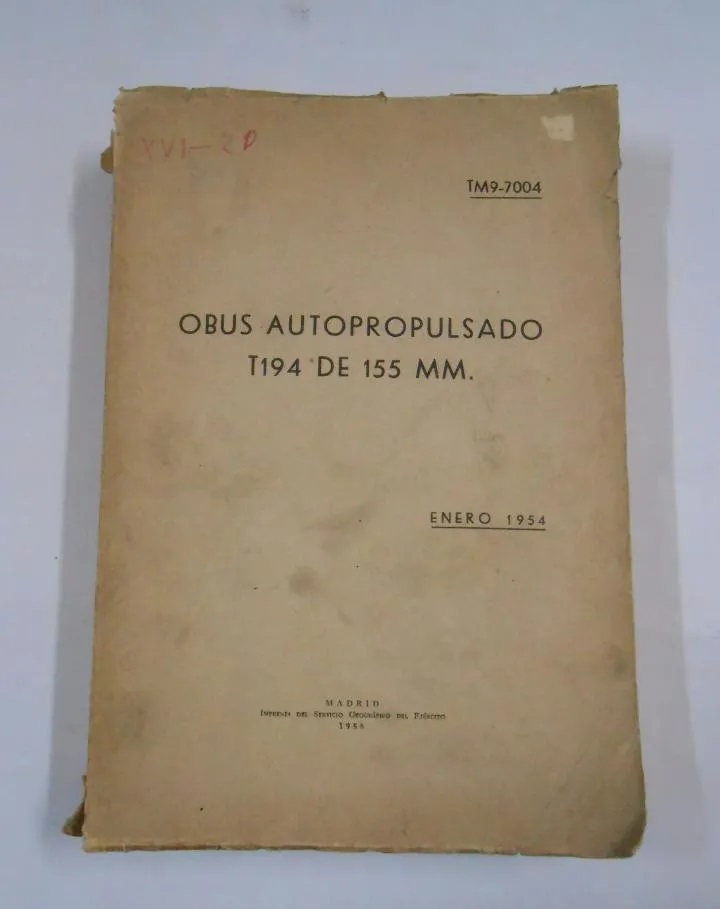 XVI-20
TM9-7004
OBUS AUTOPROPULSADO
T194 DE 155 MM.
ENERO 1954
MADRID
IMPRENTA DEL SERVICIO GEOGRÁFICO DEL EJÉRCITO
1956